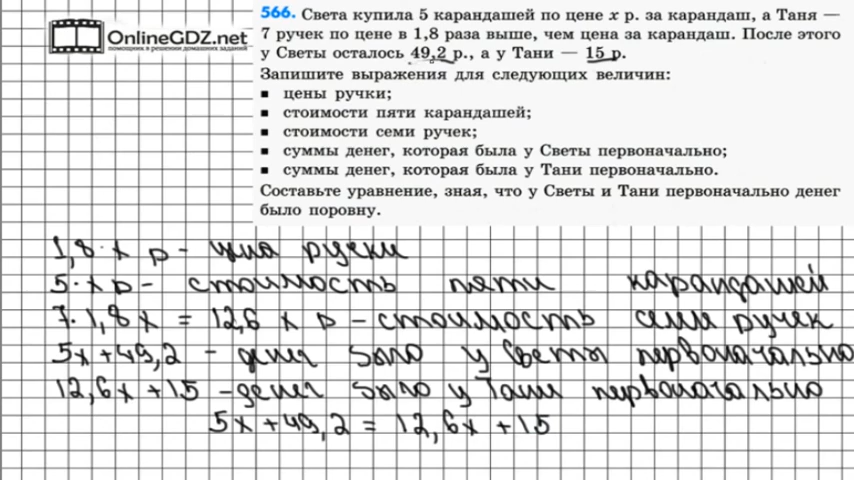 OnlineGDZ.net
помощник в решении домашних заданий
566. Света купила 5 карандашей по цене x р. за карандаш, а Таня —
7 ручек по цене в 1,8 раза выше, чем цена за карандаш. После этого
у Светы осталось 49,2 р., а у Тани — 15 р.
Запишите выражения для следующих величин:
▪ цены ручки;
▪ стоимости пяти карандашей;
▪ стоимости семи ручек;
▪ суммы денег, которая была у Светы первоначально;
▪ суммы денег, которая была у Тани первоначально.
Составьте уравнение, зная, что у Светы и Тани первоначально денег
было поровну.
1,8 · x р - цена ручки
5 · x р - стоимость пяти карандашей
7 · 1,8x = 12,6 x р - стоимость семи ручек
5x + 49,2 - денег было у Светы первоначально
12,6x + 15 - денег было у Тани первоначально
5x + 49,2 = 12,6x + 15